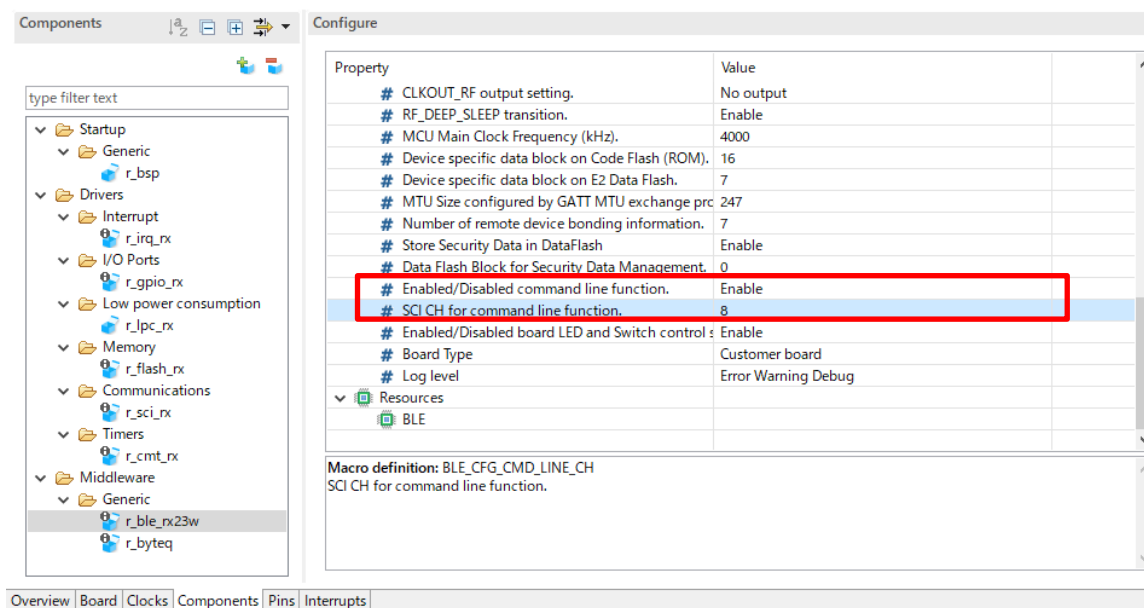 Components
Configure
type filter text
Startup
Generic
r_bsp
Drivers
Interrupt
r_irq_rx
I/O Ports
r_gpio_rx
Low power consumption
r_lpc_rx
Memory
r_flash_rx
Communications
r_sci_rx
Timers
r_cmt_rx
Middleware
Generic
r_ble_rx23w
r_byteq
Property Value
# CLKOUT_RF output setting. No output
# RF_DEEP_SLEEP transition. Enable
# MCU Main Clock Frequency (kHz). 4000
# Device specific data block on Code Flash (ROM). 16
# Device specific data block on E2 Data Flash. 7
# MTU Size configured by GATT MTU exchange prc 247
# Number of remote device bonding information. 7
# Store Security Data in DataFlash Enable
# Data Flash Block for Security Data Management. 0
# Enabled/Disabled command line function. Enable
# SCI CH for command line function. 8
# Enabled/Disabled board LED and Switch control s Enable
# Board Type Customer board
# Log level Error Warning Debug
Resources
BLE
Macro definition: BLE_CFG_CMD_LINE_CH
SCI CH for command line function.
Overview Board Clocks Components Pins Interrupts